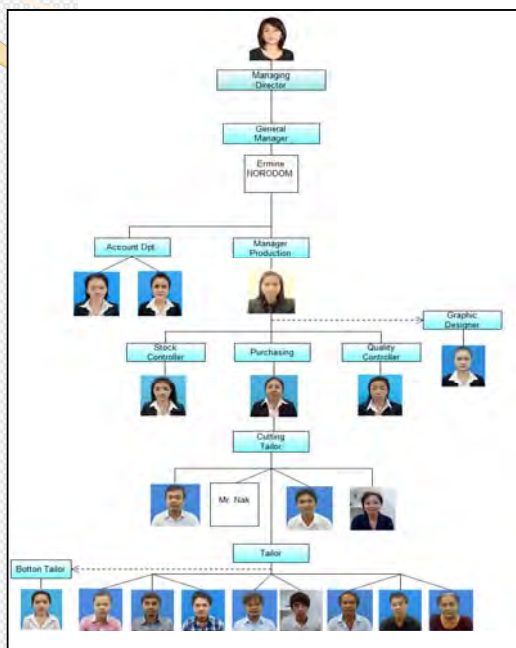 Managing
Director
General
Manager
Ermine
NORODOM
Account Dpt.
Manager
Production
Graphic
Designer
Stock
Controller
Purchasing
Quality
Controller
Cutting
Tailor
Mr. Nak
Tailor
Botton Tailor